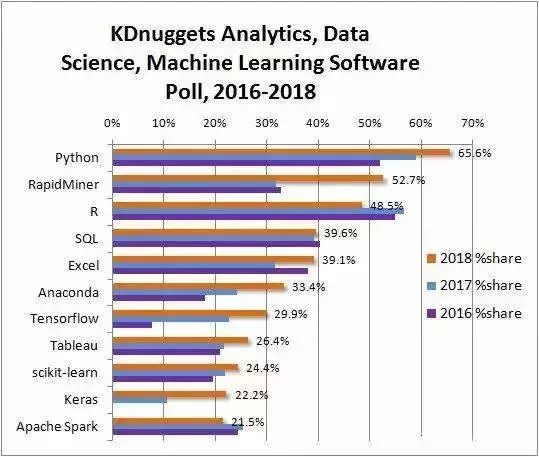 KDnuggets Analytics, Data
Science, Machine Learning Software
Poll, 2016-2018
0% 10% 20% 30% 40% 50% 60% 70%
Python 65.6%
RapidMiner 52.7%
R 48.5%
SQL 39.6%
Excel 39.1%
Anaconda 33.4%
Tensorflow 29.9%
Tableau 26.4%
scikit-learn 24.4%
Keras 22.2%
Apache Spark 21.5%
2018 %share
2017 %share
2016 %share